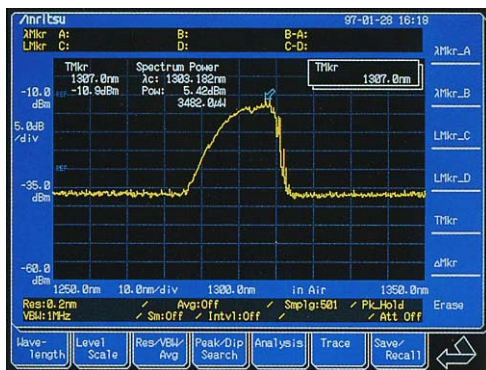 Anritsu 97-01-28 16:19
λMkr A: B: B-A:
LMkr C: D: C-D:
TMkr
1307.0nm
-10.9dBm
Spectrum Power
λc: 1303.182nm
Pow: 5.42dBm
3482.0μW
TMkr
1307.0nm
-10.0
dBm
REF
5.0dB
/div
REF
-35.0
dBm
-60.0
dBm
1250.0nm 10.0nm/div 1300.0nm in Air 1350.0nm
Res:0.2nm / Avg:Off / Smplg:501 / Pk_Hold
VBW:1MHz / Sm:Off / Intvl:Off / Att Off
λMkr_A
λMkr_B
LMkr_C
LMkr_D
TMkr
ΔMkr
Erase
Wave-
length
Level
Scale
Res/VBW/
Avg
Peak/Dip
Search
Analysis
Trace
Save/
Recall